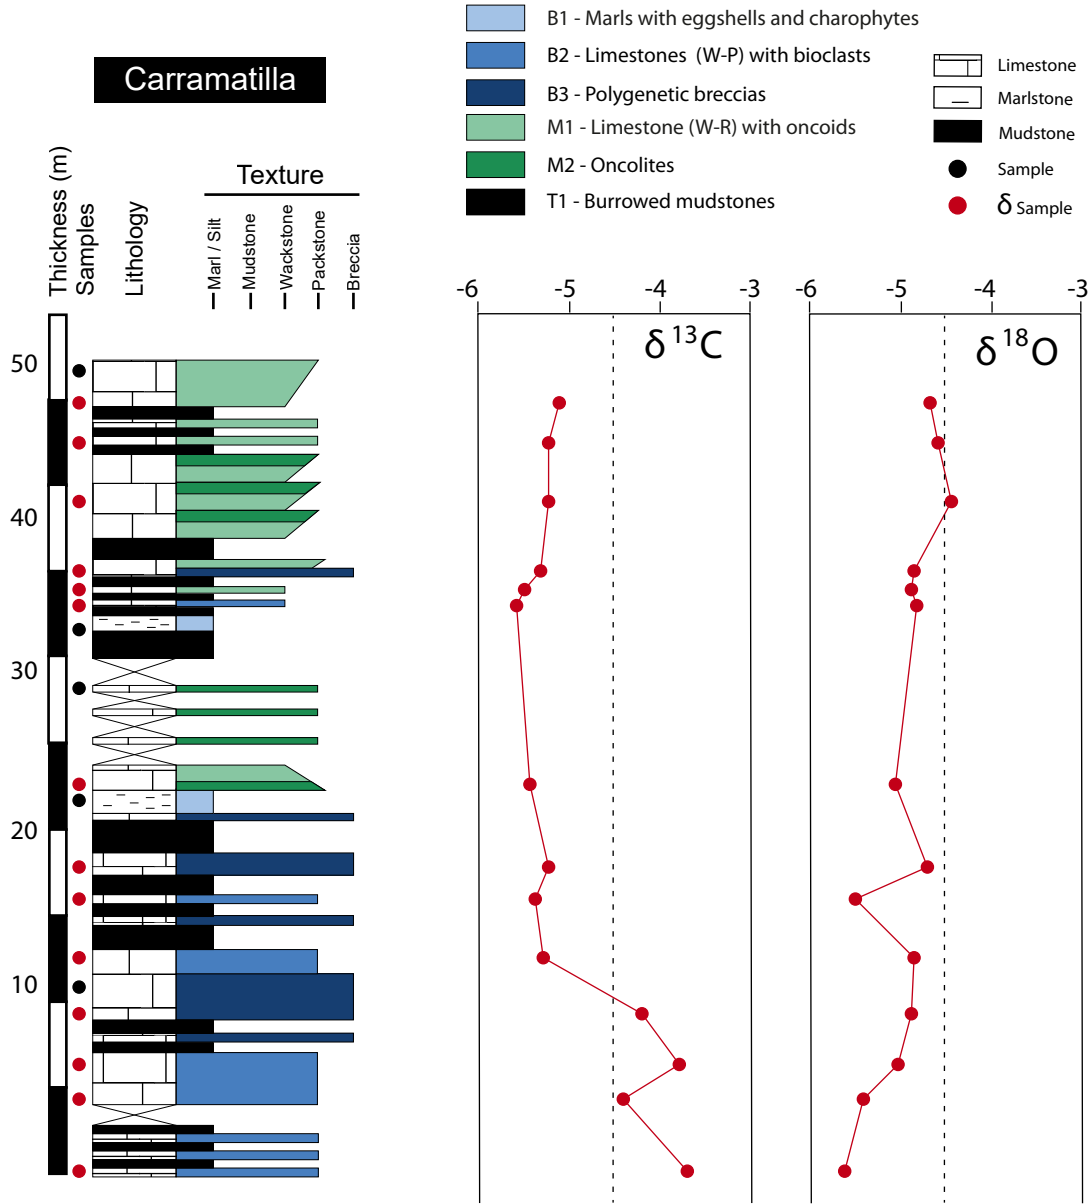 Carramatilla
B1 - Marls with eggshells and charophytes
B2 - Limestones (W-P) with bioclasts
B3 - Polygenetic breccias
M1 - Limestone (W-R) with oncoids
M2 - Oncolites
T1 - Burrowed mudstones
Limestone
Marlstone
Mudstone
Sample
δ Sample
Thickness (m)
Samples
Lithology
Texture
Marl / Silt
Mudstone
Wackstone
Packstone
Breccia
-6 -5 -4 -3
-6 -5 -4 -3
δ 13C
δ 18O
50
40
30
20
10